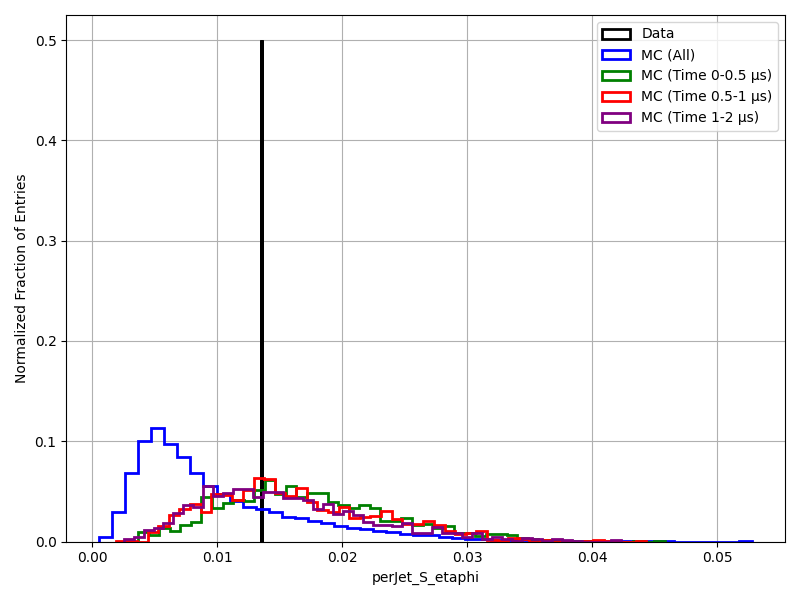 0.5
0.4
0.3
0.2
0.1
0.0
Normalized Fraction of Entries
0.00 0.01 0.02 0.03 0.04 0.05
perJet_S_etaphi
Data
MC (All)
MC (Time 0-0.5 μs)
MC (Time 0.5-1 μs)
MC (Time 1-2 μs)